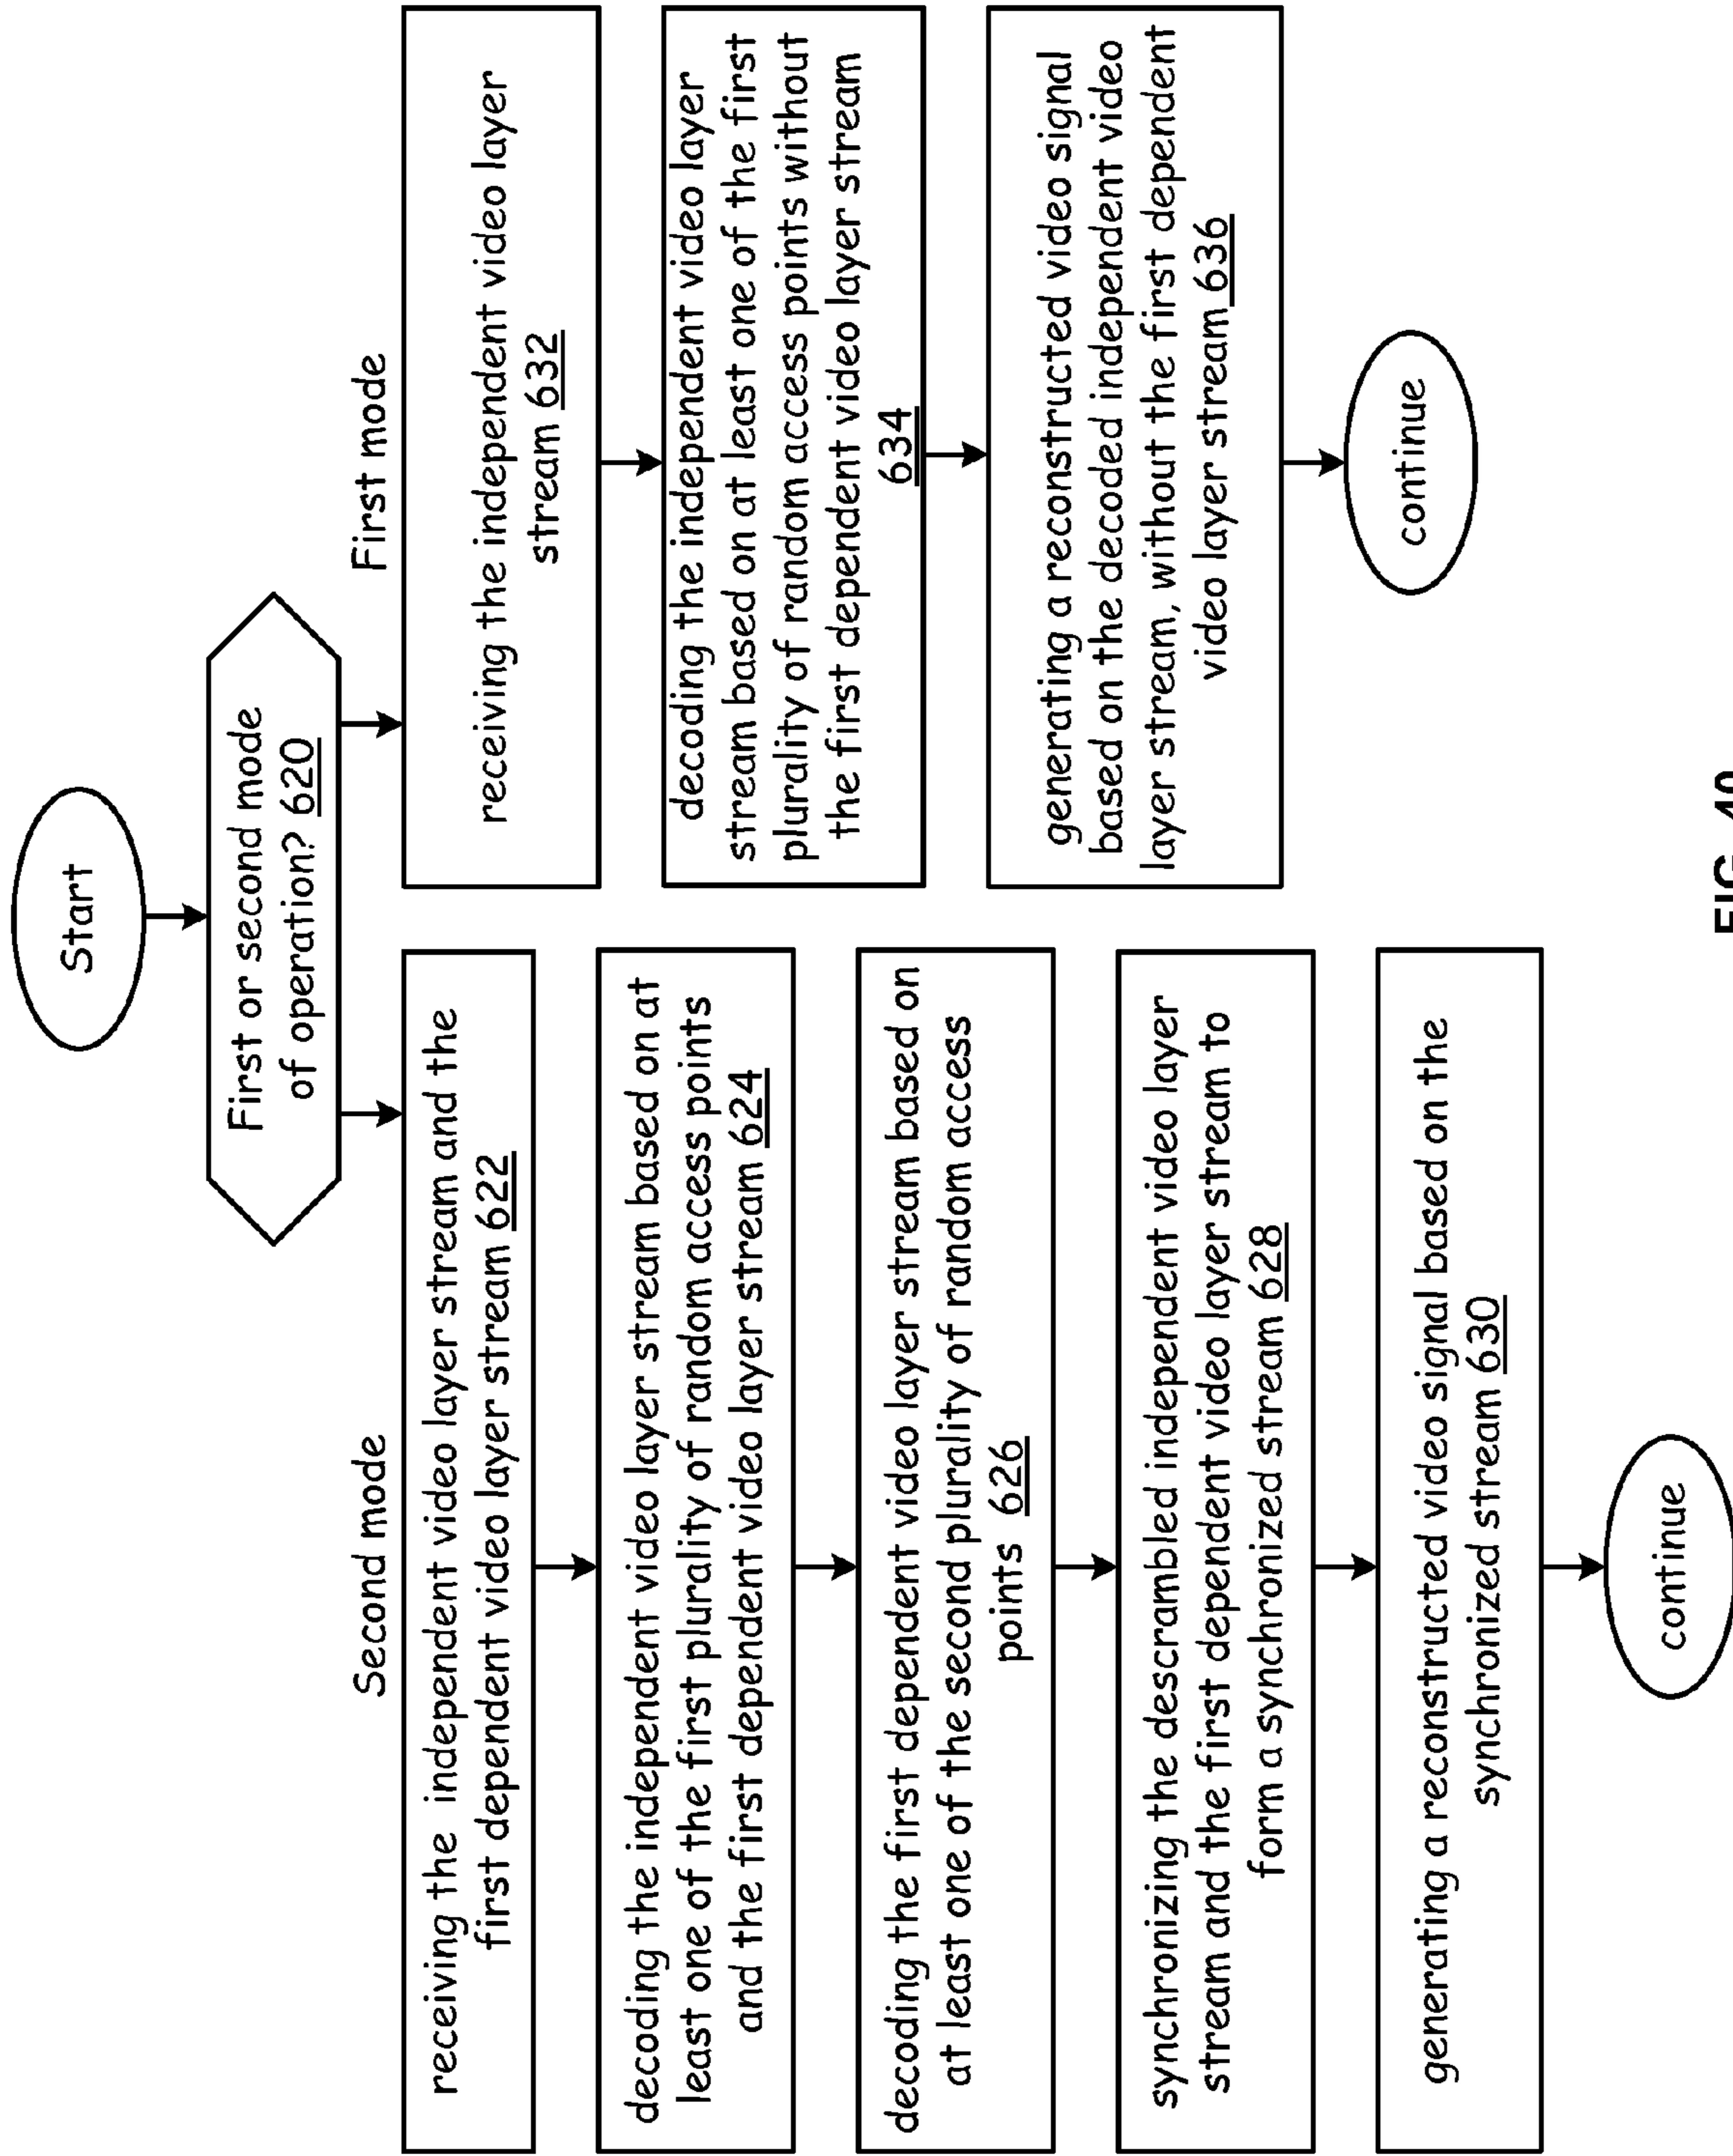 Start
First or second mode
of operation? 620
Second mode
receiving the independent video layer stream and the
first dependent video layer stream 622
decoding the independent video layer stream based on at
least one of the first plurality of random access points
and the first dependent video layer stream 624
decoding the first dependent video layer stream based on
at least one of the second plurality of random access
points 626
synchronizing the descrambled independent video layer
stream and the first dependent video layer stream to
form a synchronized stream 628
generating a reconstructed video signal based on the
synchronized stream 630
continue
First mode
receiving the independent video layer
stream 632
decoding the independent video layer
stream based on at least one of the first
plurality of random access points without
the first dependent video layer stream
634
generating a reconstructed video signal
based on the decoded independent video
layer stream, without the first dependent
video layer stream 636
continue